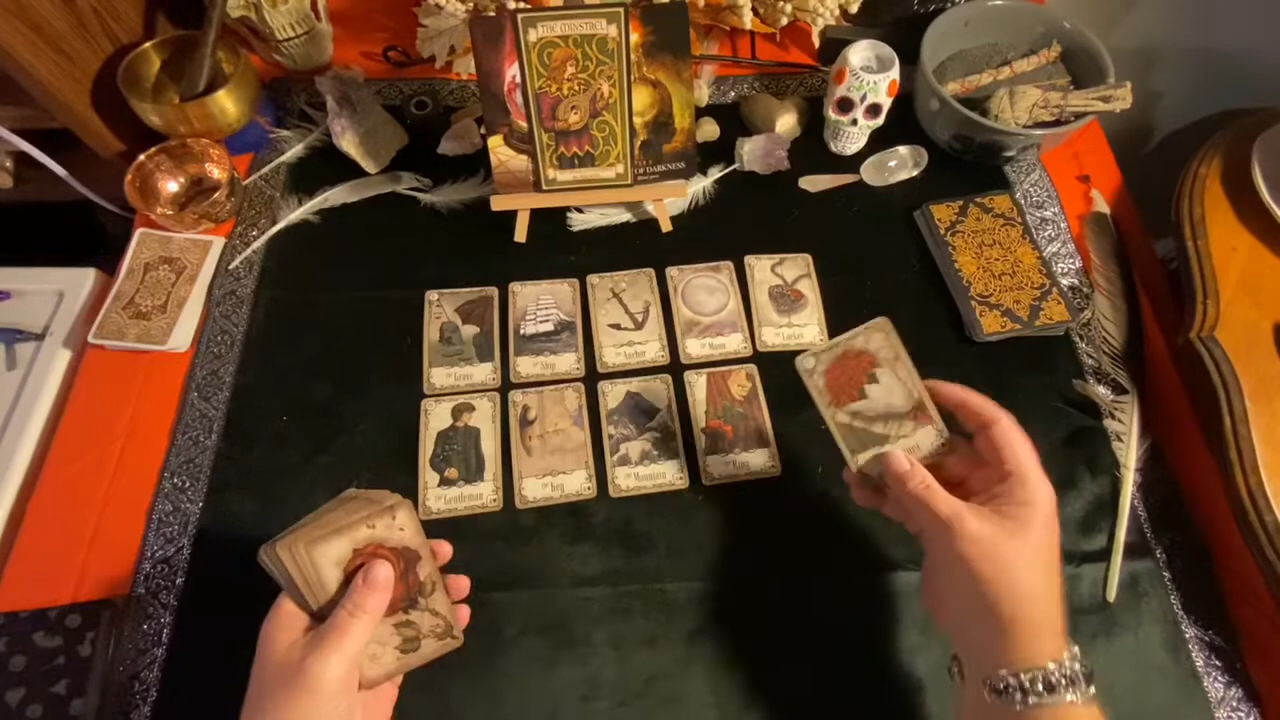 THE MINSTREL
OF DARKNESS
The Grave
The Ship
The Anchor
The Moon
The Locket
The Gentleman
The Key
The Mountain
The Ring